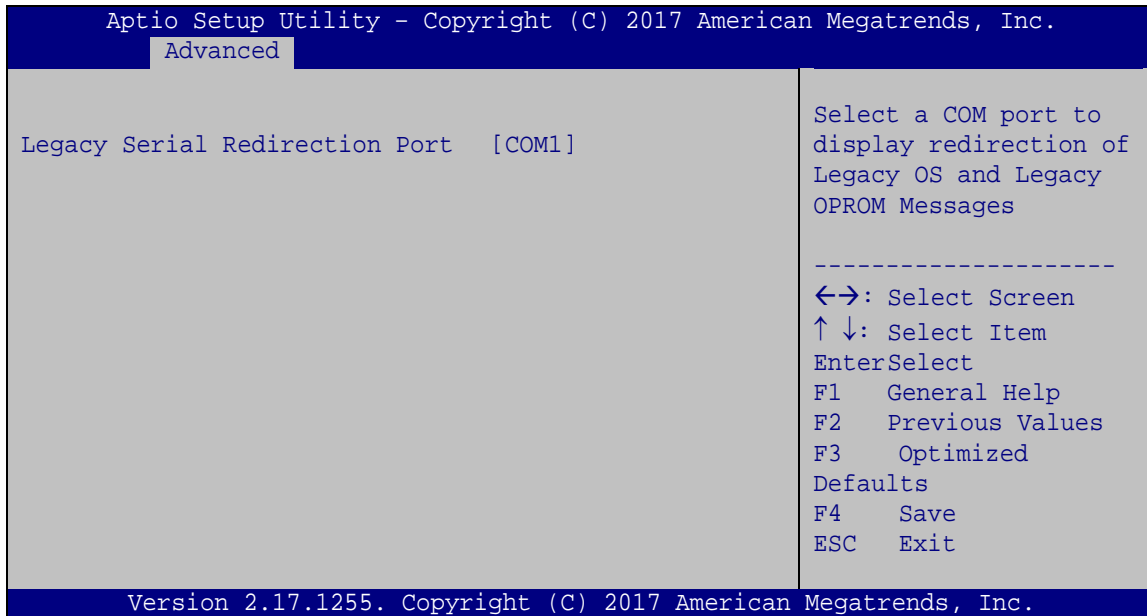 Aptio Setup Utility – Copyright (C) 2017 American Megatrends, Inc.
Advanced
Legacy Serial Redirection Port [COM1]
Select a COM port to
display redirection of
Legacy OS and Legacy
OPROM Messages
---------------------
←→: Select Screen
↑ ↓: Select Item
EnterSelect
F1 General Help
F2 Previous Values
F3 Optimized
Defaults
F4 Save
ESC Exit
Version 2.17.1255. Copyright (C) 2017 American Megatrends, Inc.